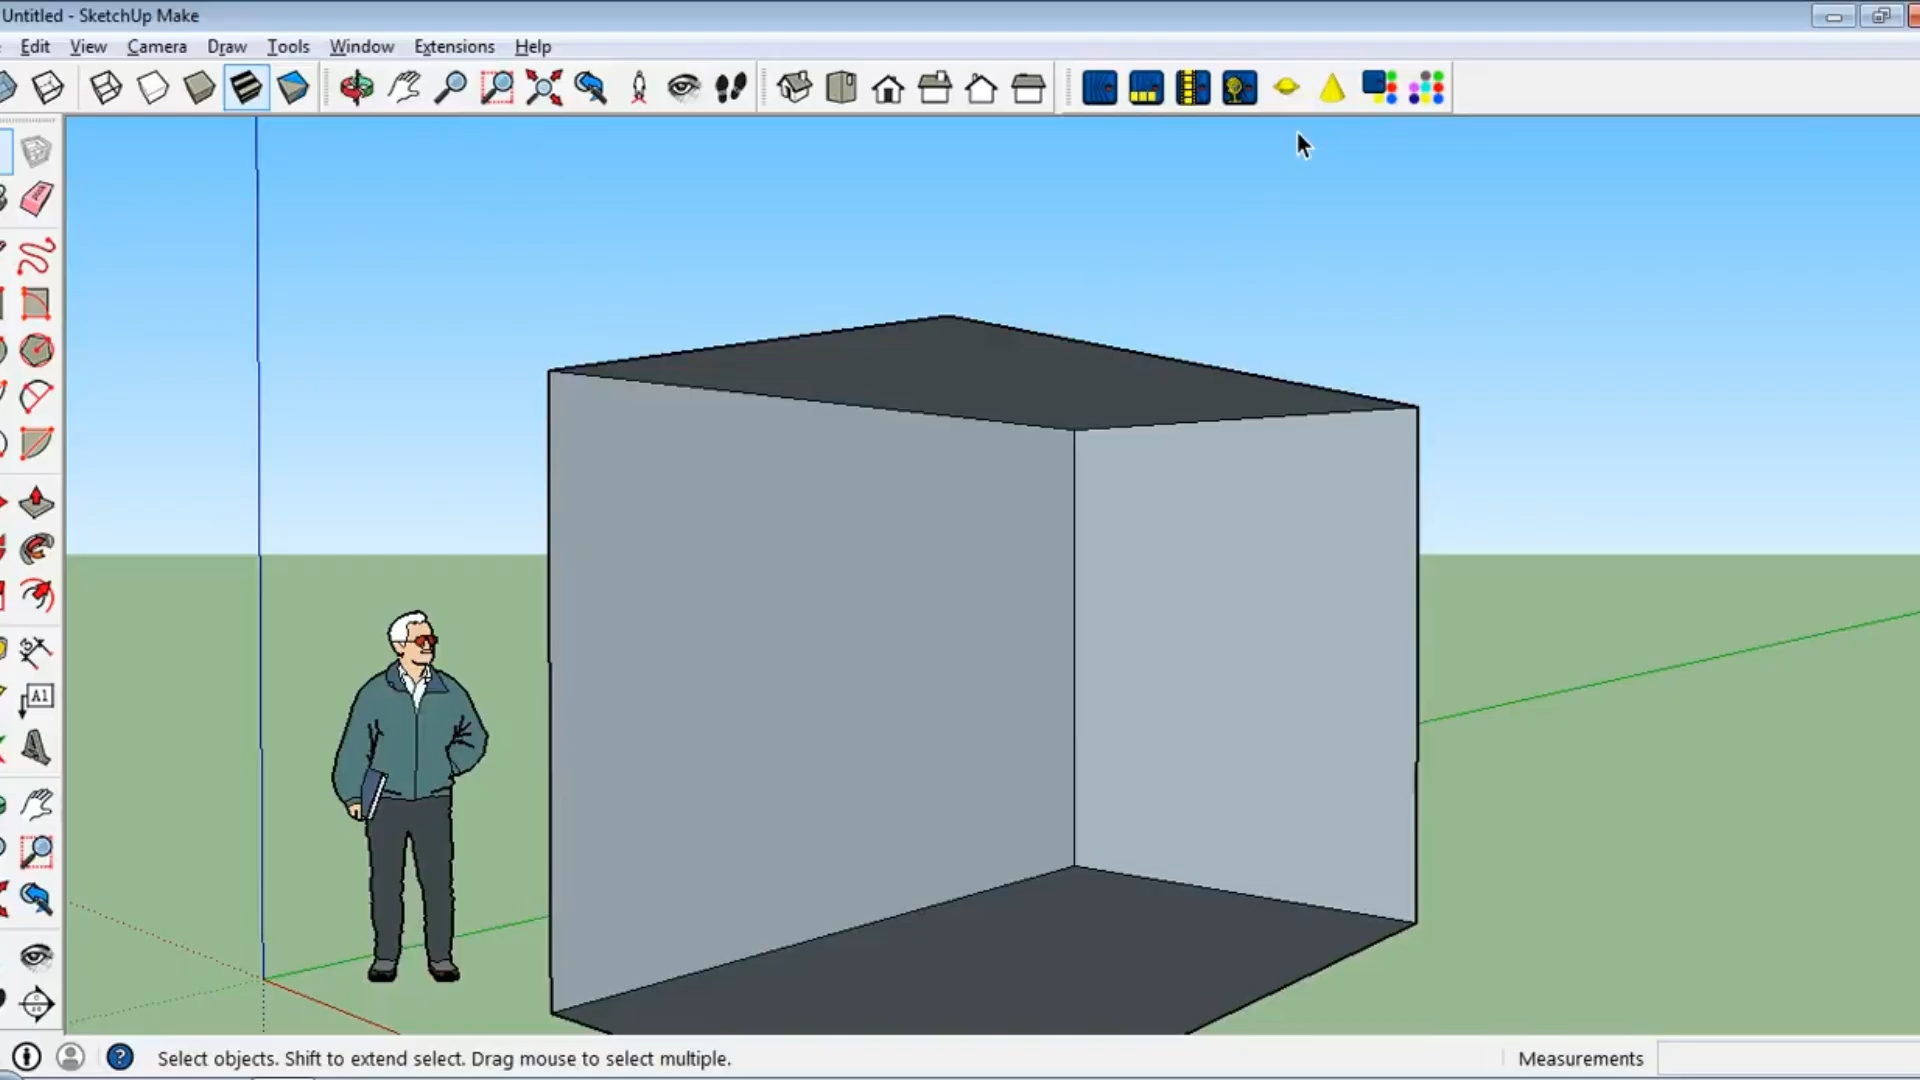 Untitled - SketchUp Make
Edit View Camera Draw Tools Window Extensions Help
A1
Select objects. Shift to extend select. Drag mouse to select multiple.
Measurements